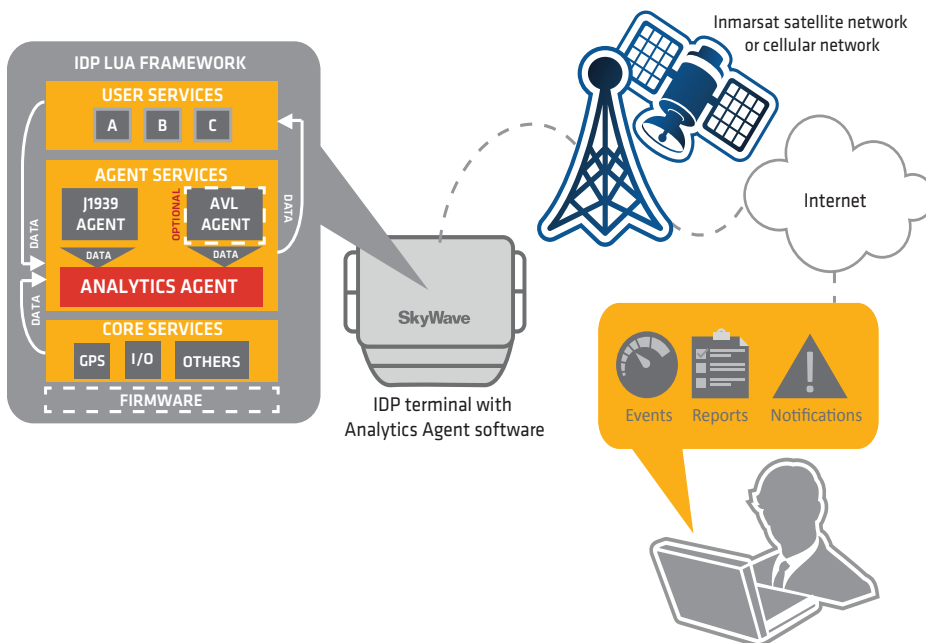 Inmarsat satellite network
or cellular network
IDP LUA FRAMEWORK
USER SERVICES
A B C
AGENT SERVICES
J1939
AGENT
OPTIONAL
AVL
AGENT
DATA
DATA
DATA DATA
ANALYTICS AGENT
DATA
CORE SERVICES
GPS I/O OTHERS
FIRMWARE
SkyWave
IDP terminal with
Analytics Agent software
Internet
Events Reports Notifications